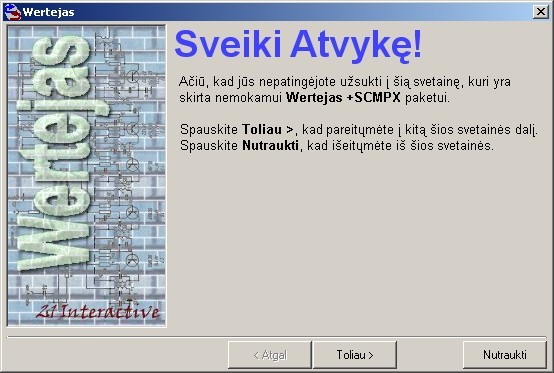 Wertejas
Sveiki Atvykę!
Ačiū, kad jūs nepatingėjote užsukti į šią svetainę, kuri yra
skirta nemokamui Wertejas +SCMPX paketui.
Spauskite Toliau >, kad pareitųmėte į kitą šios svetainės dalį.
Spauskite Nutraukti, kad išeitųmėte iš šios svetainės.
Wertejas
21 Interactive
< Atgal
Toliau >
Nutraukti